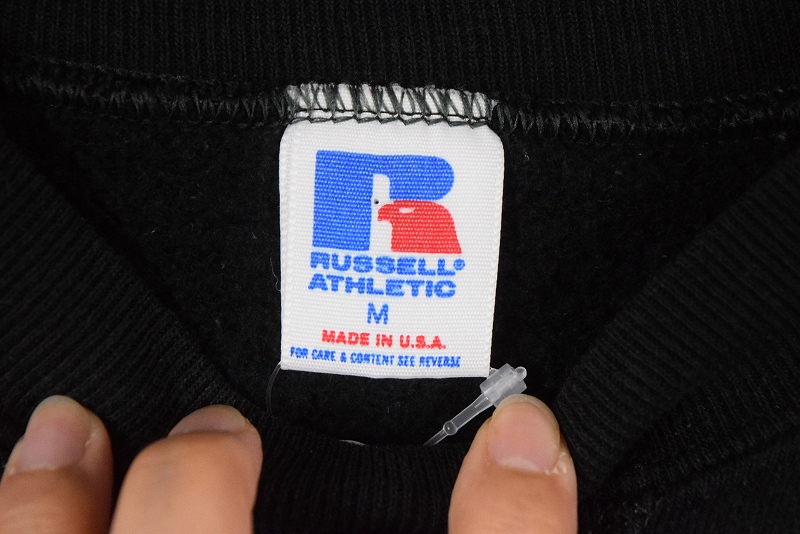 R
RUSSELL®
ATHLETIC
M
MADE IN U.S.A.
FOR CARE & CONTENT SEE REVERSE